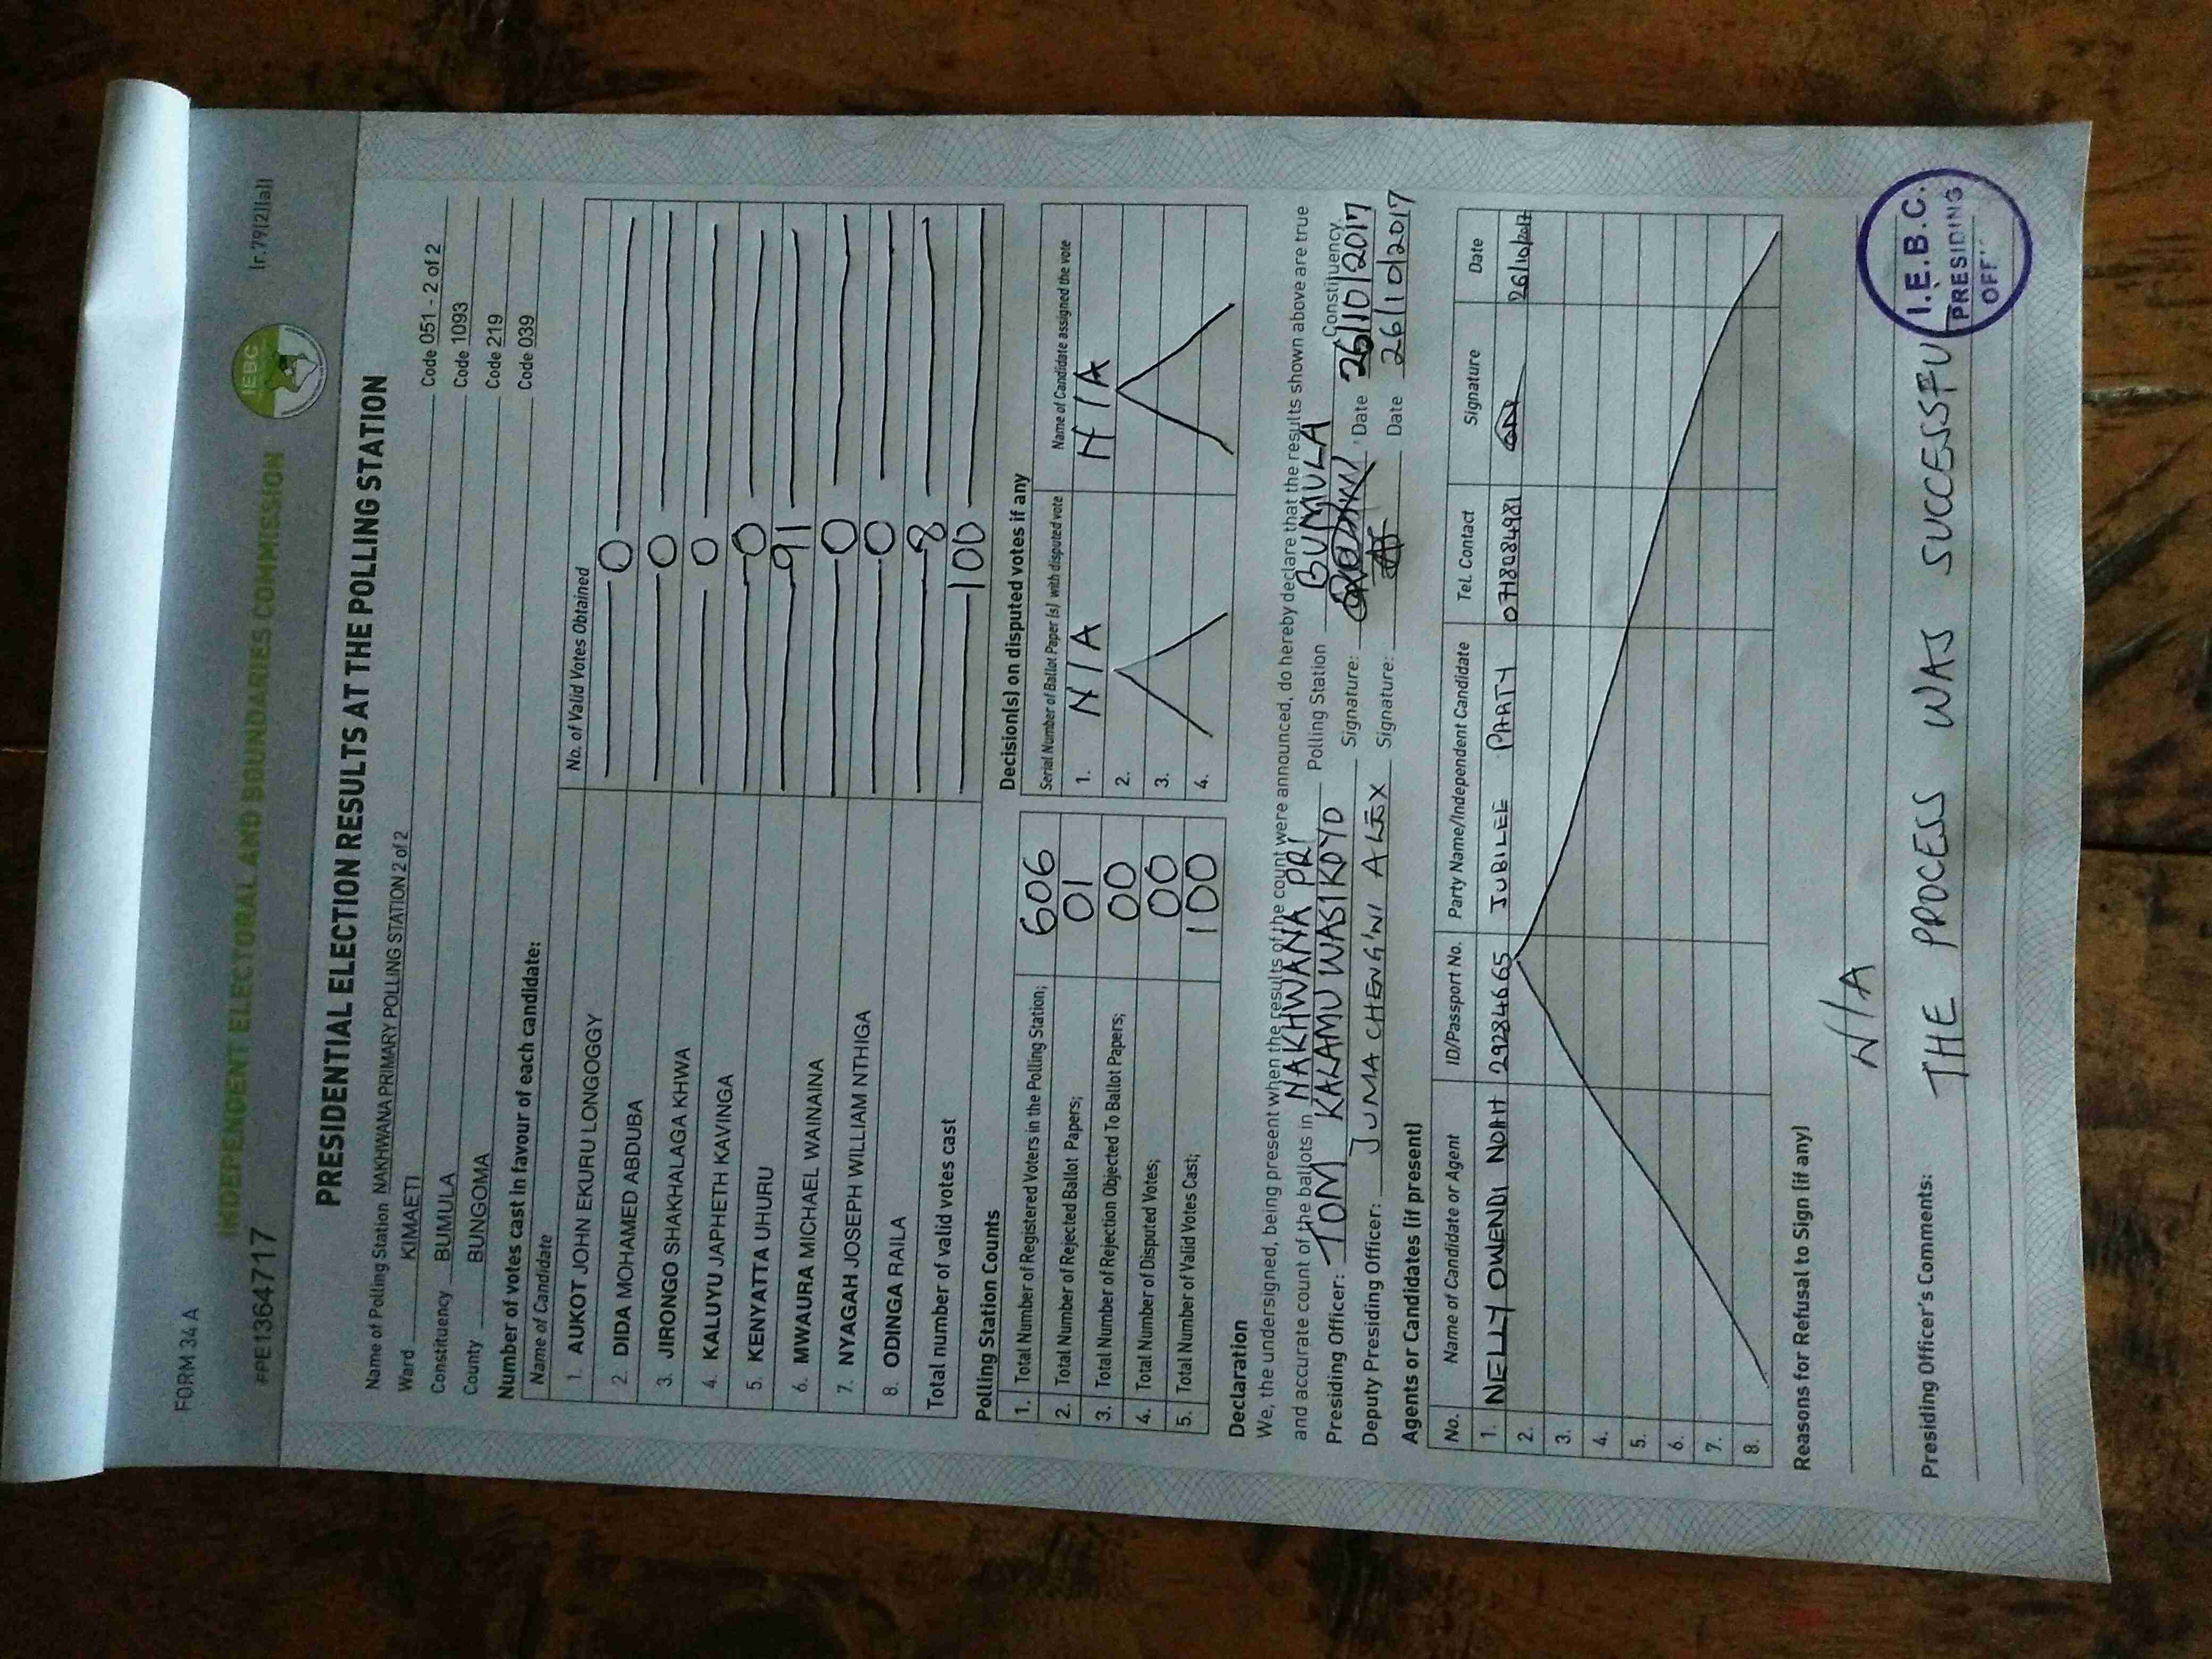 FORM 34 A
PE1364717
INDEPENDENT ELECTORAL AND BOUNDARIES COMMISSION
IEBC
(r.79(2)(a))
PRESIDENTIAL ELECTION RESULTS AT THE POLLING STATION
Name of Polling Station NAKHWANA PRIMARY POLLING STATION 2 of 2 Code 051 - 2 of 2
Ward KIMAETI Code 1093
Constituency BUMULA Code 219
County BUNGOMA Code 039
Number of votes cast in favour of each candidate:
Name of Candidate No. of Valid Votes Obtained
1. AUKOT JOHN EKURU LONGOGGY 0
2. DIDA MOHAMED ABDUBA 0
3. JIRONGO SHAKHALAGA KHWA 0
4. KALUYU JAPHETH KAVINGA 0
5. KENYATTA UHURU 91
6. MWAURA MICHAEL WAINAINA 0
7. NYAGAH JOSEPH WILLIAM NTHIGA 0
8. ODINGA RAILA 8
Total number of valid votes cast 100
Polling Station Counts
1. Total Number of Registered Voters in the Polling Station; 606
2. Total Number of Rejected Ballot Papers; 01
3. Total Number of Rejection Objected To Ballot Papers; 00
4. Total Number of Disputed Votes; 00
5. Total Number of Valid Votes Cast; 100
Decision(s) on disputed votes if any
Serial Number of Ballot Paper (s) with disputed vote Name of Candidate assigned the vote
1. N/A N/A
2.
3.
4.
Declaration
We, the undersigned, being present when the results of the count were announced, do hereby declare that the results shown above are true
and accurate count of the ballots in NAKHWANA PRI Polling Station BUMULA Constituency.
Presiding Officer: TOM KALAMU WASIKOYO Signature: Date 26/10/2017
Deputy Presiding Officer: JUMA CHENG'NI ALEX Signature: Date 26/10/2017
Agents or Candidates (if present)
No. Name of Candidate or Agent ID/Passport No. Party Name/Independent Candidate Tel. Contact Signature Date
1. NELLY OWENDI NOAH 29284665 JUBILEE PARTY 0718084981 26/10/2017
2.
3.
4.
5.
6.
7.
8.
Reasons for Refusal to Sign (if any)
N/A
Presiding Officer's Comments: THE PROCESS WAS SUCCESSFU
I.E.B.C.
PRESIDING
OFF